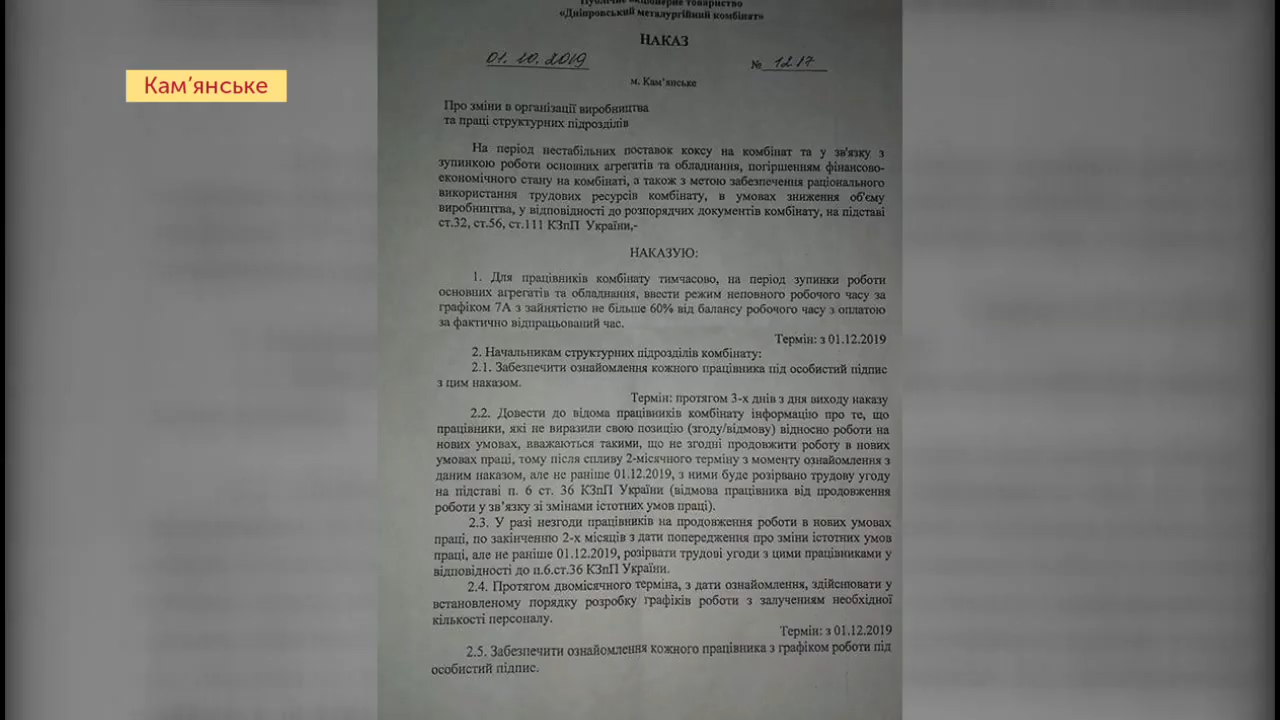 Кам'янське
Публічне акціонерне товариство
«Дніпровський металургійний комбінат»
НАКАЗ
01.10.2019
№ 1217
м. Кам'янське
Про зміни в організації виробництва
та праці структурних підрозділів
На період нестабільних поставок коксу на комбінат та у зв'язку з
зупинкою роботи основних агрегатів та обладнання, погіршенням фінансово-
економічного стану на комбінаті, а також з метою забезпечення раціонального
використання трудових ресурсів комбінату, в умовах зниження об'єму
виробництва, у відповідності до розпорядчих документів комбінату, на підставі
ст.32, ст.56, ст.111 КЗпП України,-
НАКАЗУЮ:
1. Для працівників комбінату тимчасово, на період зупинки роботи
основних агрегатів та обладнання, ввести режим неповного робочого часу за
графіком 7А з зайнятістю не більше 60% від балансу робочого часу з оплатою
за фактично відпрацьований час.
Термін: з 01.12.2019
2. Начальникам структурних підрозділів комбінату:
2.1. Забезпечити ознайомлення кожного працівника під особистий підпис
з цим наказом.
Термін: протягом 3-х днів з дня виходу наказу
2.2. Довести до відома працівників комбінату інформацію про те, що
працівники, які не виразили свою позицію (згоду/відмову) відносно роботи на
нових умовах, вважаються такими, що не згодні продовжити роботу в нових
умовах праці, тому після спливу 2-місячного терміну з моменту ознайомлення з
даним наказом, але не раніше 01.12.2019, з ними буде розірвано трудову угоду
на підставі п. 6 ст. 36 КЗпП України (відмова працівника від продовження
роботи у зв'язку зі змінами істотних умов праці).
2.3. У разі незгоди працівників на продовження роботи в нових умовах
праці, по закінченню 2-х місяців з дати попередження про зміни істотних умов
праці, але не раніше 01.12.2019, розірвати трудові угоди з цими працівниками у
відповідності до п.6.ст.36 КЗпП України.
2.4. Протягом двомісячного терміна, з дати ознайомлення, здійснювати у
встановленому порядку розробку графіків роботи з залученням необхідної
кількості персоналу.
Термін: з 01.12.2019
2.5. Забезпечити ознайомлення кожного працівника з графіком роботи під
особистий підпис.